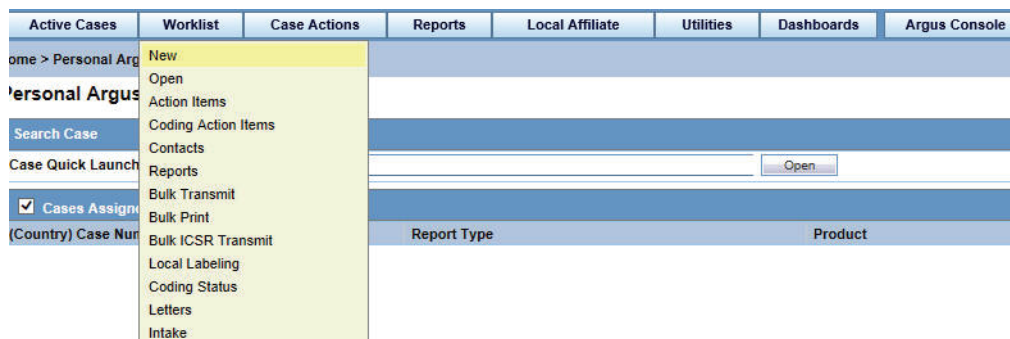 Active Cases Worklist Case Actions Reports Local Affiliate Utilities Dashboards Argus Console
ome > Personal Arg
New
Open
Personal Argus
Action Items
Search Case
Coding Action Items
Contacts
Case Quick Launch
Reports
Open
Bulk Transmit
Cases Assigne
Bulk Print
(Country) Case Num
Bulk ICSR Transmit
Report Type Product
Local Labeling
Coding Status
Letters
Intake